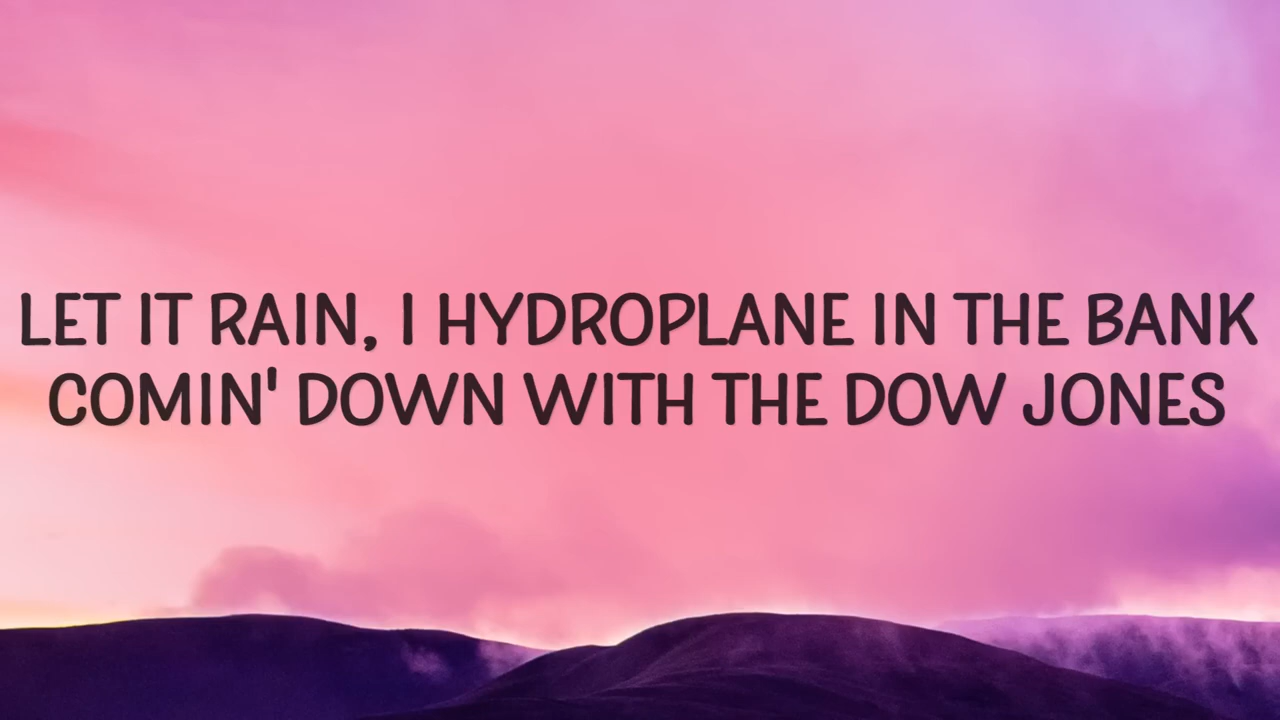 LET IT RAIN, I HYDROPLANE IN THE BANK
COMIN' DOWN WITH THE DOW JONES